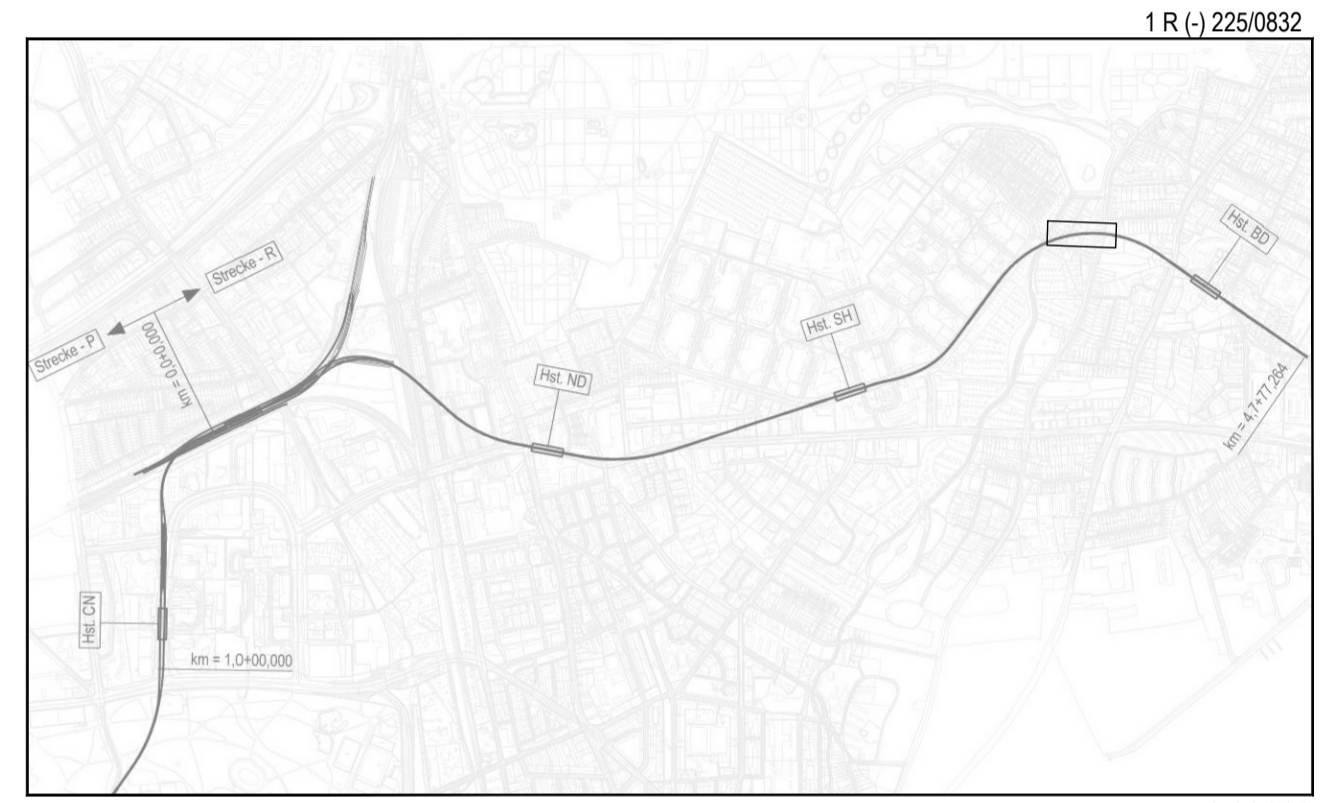 1 R (-) 225/0832
Hst. BD
Strecke - R
Strecke - P
km = 0,0+0,000
Hst. SH
Hst. ND
km = 4,7+77,264
Hst. CN
km = 1,0+00,000